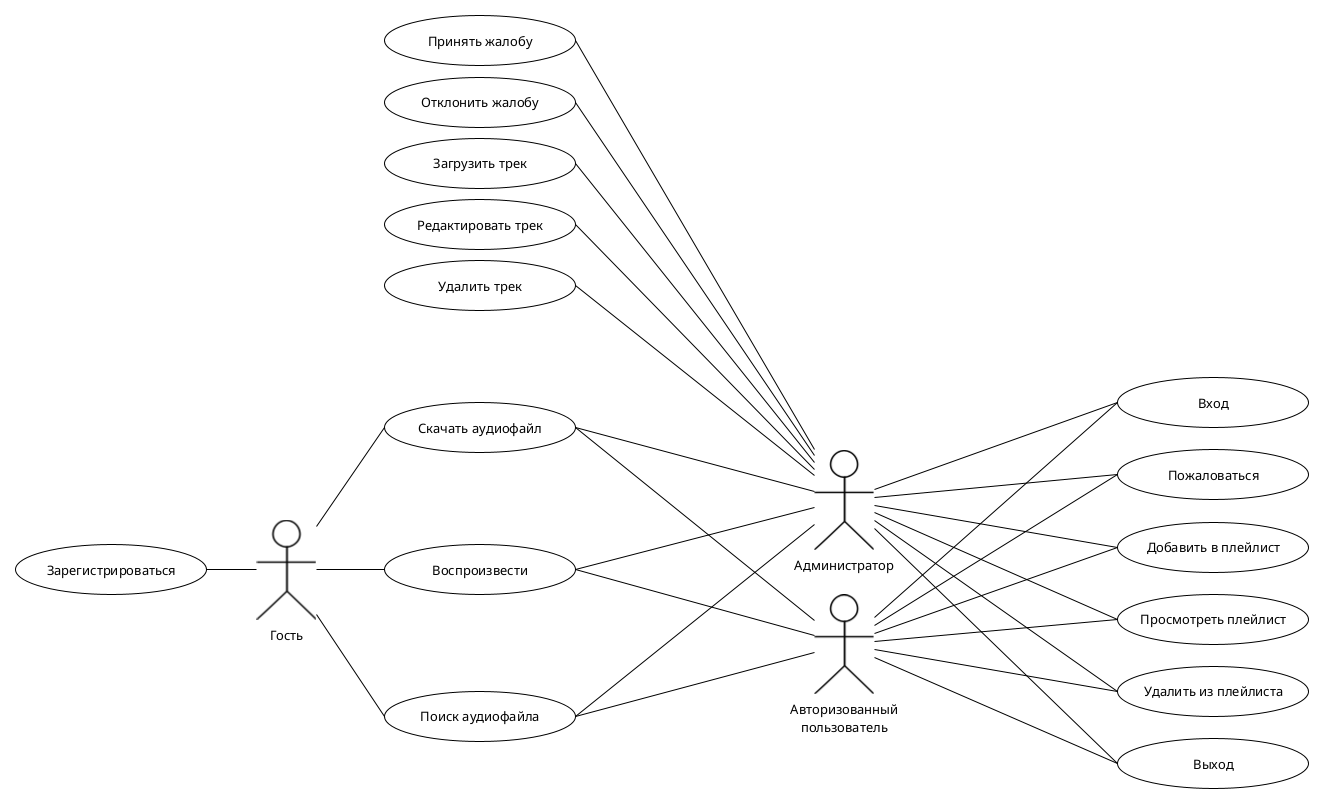 Принять жалобу
Отклонить жалобу
Загрузить трек
Редактировать трек
Удалить трек
Скачать аудиофайл
Вход
Пожаловаться
Добавить в плейлист
Администратор
Зарегистрироваться
Воспроизвести
Просмотреть плейлист
Гость
Удалить из плейлиста
Поиск аудиофайла
Авторизованный
пользователь
Выход